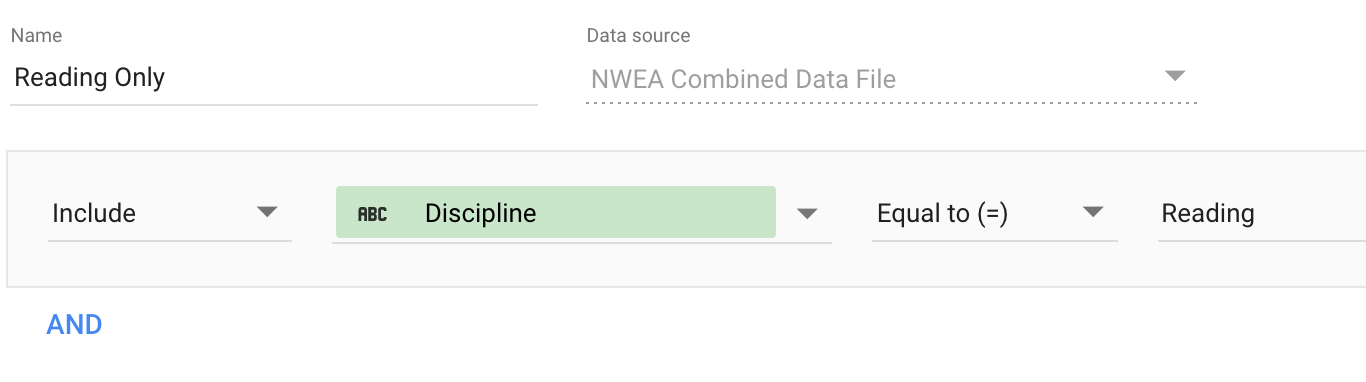 Name
Data source
Reading Only
NWEA Combined Data File
Include
ABC Discipline
Equal to (=)
Reading
AND